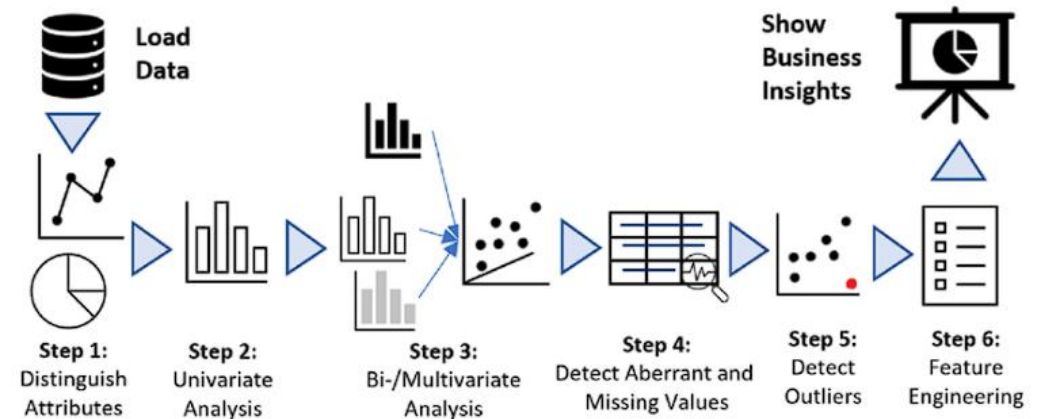 Load
Data
Show
Business
Insights
Step 1:
Distinguish
Attributes
Step 2:
Univariate
Analysis
Step 3:
Bi-/Multivariate
Analysis
Step 4:
Detect Aberrant and
Missing Values
Step 5:
Detect
Outliers
Step 6:
Feature
Engineering